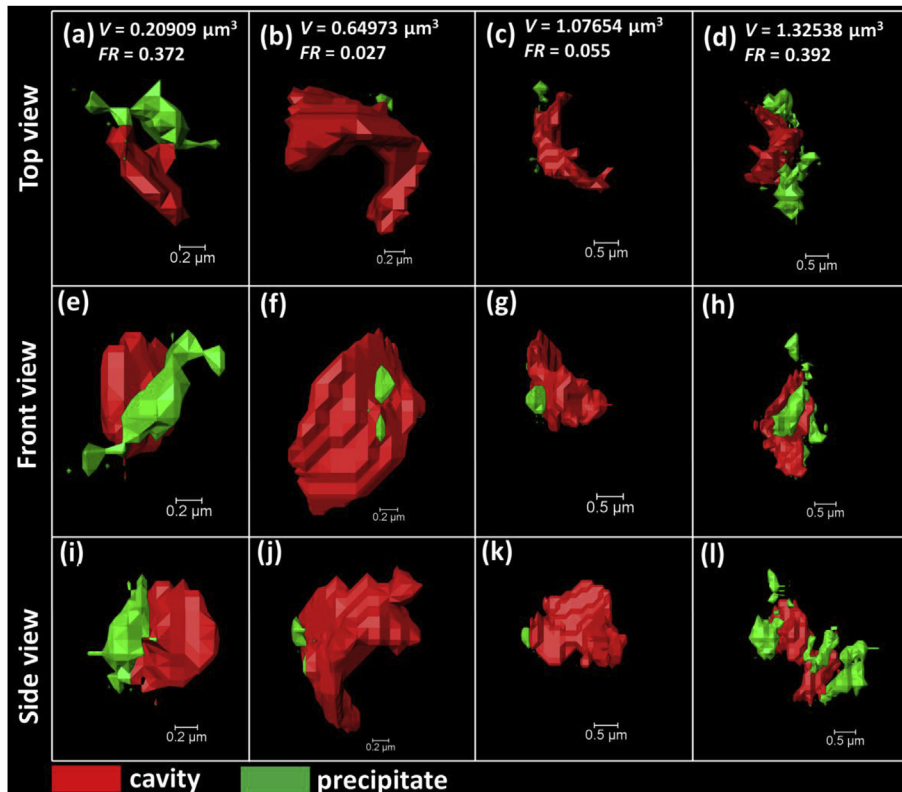 (a) V = 0.20909 µm³
FR = 0.372
(b) V = 0.64973 µm³
FR = 0.027
(c) V = 1.07654 µm³
FR = 0.055
(d) V = 1.32538 µm³
FR = 0.392
Top view
0.2 µm
0.2 µm
0.5 µm
0.5 µm
(e)
(f)
(g)
(h)
Front view
0.2 µm
0.2 µm
0.5 µm
0.5 µm
(i)
(j)
(k)
(l)
Side view
0.2 µm
0.2 µm
0.5 µm
0.5 µm
cavity
precipitate